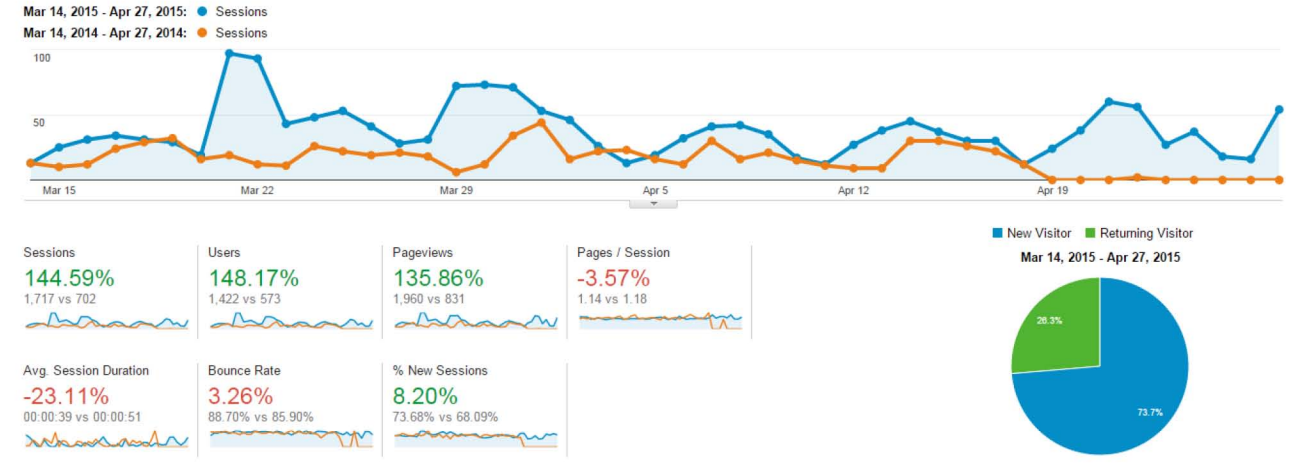 Mar 14, 2015 - Apr 27, 2015: Sessions
Mar 14, 2014 - Apr 27, 2014: Sessions
100
50
Mar 15 Mar 22 Mar 29 Apr 5 Apr 12 Apr 19
New Visitor Returning Visitor
Mar 14, 2015 - Apr 27, 2015
Sessions Users Pageviews Pages / Session
144.59% 148.17% 135.86% -3.57%
1,717 vs 702 1,422 vs 573 1,960 vs 831 1.14 vs 1.18
26.3%
Avg. Session Duration Bounce Rate % New Sessions
-23.11% 3.26% 8.20%
00:00:39 vs 00:00:51 88.70% vs 85.90% 73.68% vs 68.09%
73.7%